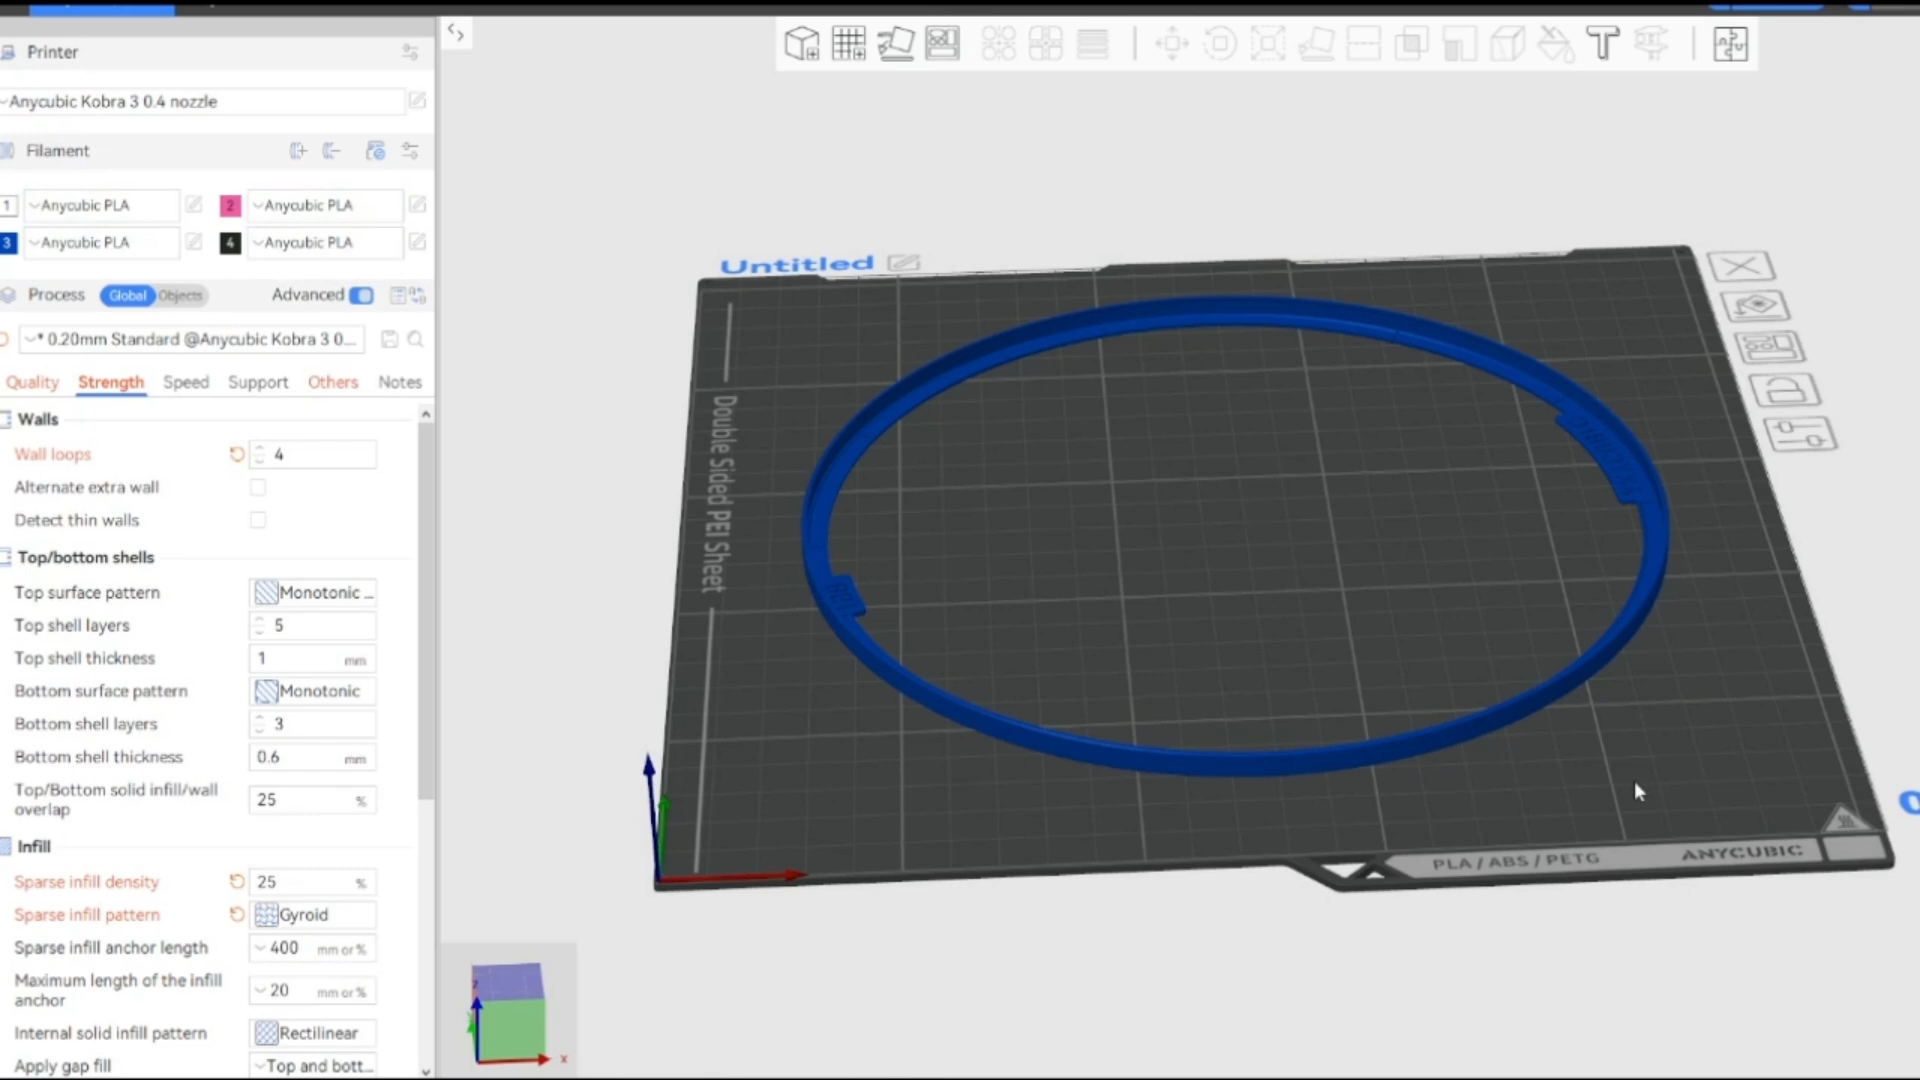 Printer
Anycubic Kobra 3 0.4 nozzle
Filament
1 Anycubic PLA 2 Anycubic PLA
3 Anycubic PLA 4 Anycubic PLA
Process Global Objects Advanced
* 0.20mm Standard @Anycubic Kobra 3 0...
Quality Strength Speed Support Others Notes
Walls
Wall loops 4
Alternate extra wall
Detect thin walls
Top/bottom shells
Top surface pattern Monotonic ...
Top shell layers 5
Top shell thickness 1 mm
Bottom surface pattern Monotonic
Bottom shell layers 3
Bottom shell thickness 0.6 mm
Top/Bottom solid infill/wall
overlap 25 %
Infill
Sparse infill density 25 %
Sparse infill pattern Gyroid
Sparse infill anchor length 400 mm or %
Maximum length of the infill
anchor 20 mm or %
Internal solid infill pattern Rectilinear
Apply gap fill Top and bott...
Untitled
Double Sided PEI Sheet
PLA / ABS / PETG ANYCUBIC
x